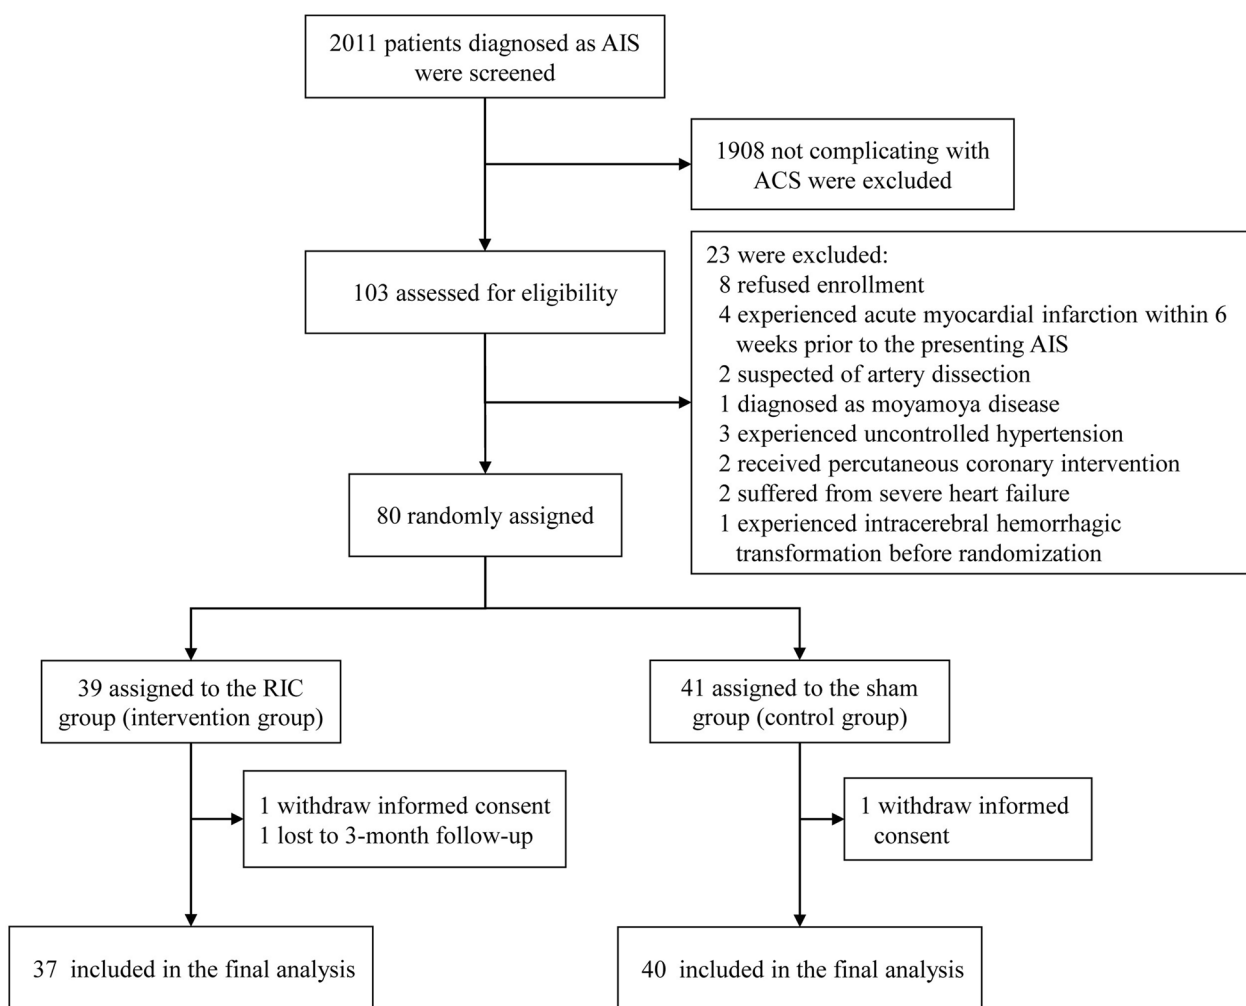 2011 patients diagnosed as AIS
were screened
1908 not complicating with
ACS were excluded
103 assessed for eligibility
23 were excluded:
8 refused enrollment
4 experienced acute myocardial infarction within 6
weeks prior to the presenting AIS
2 suspected of artery dissection
1 diagnosed as moyamoya disease
3 experienced uncontrolled hypertension
2 received percutaneous coronary intervention
2 suffered from severe heart failure
1 experienced intracerebral hemorrhagic
transformation before randomization
80 randomly assigned
39 assigned to the RIC
group (intervention group)
41 assigned to the sham
group (control group)
1 withdraw informed consent
1 lost to 3-month follow-up
1 withdraw informed
consent
37 included in the final analysis
40 included in the final analysis